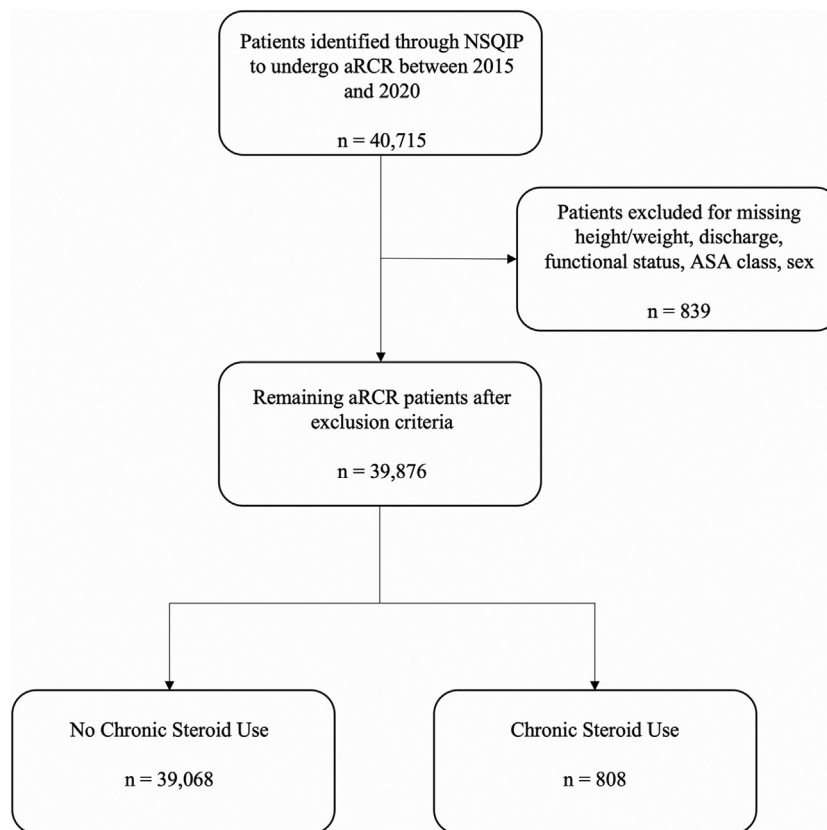 Patients identified through NSQIP
to undergo aRCR between 2015
and 2020
n = 40,715
Patients excluded for missing
height/weight, discharge,
functional status, ASA class, sex
n = 839
Remaining aRCR patients after
exclusion criteria
n = 39,876
No Chronic Steroid Use
n = 39,068
Chronic Steroid Use
n = 808